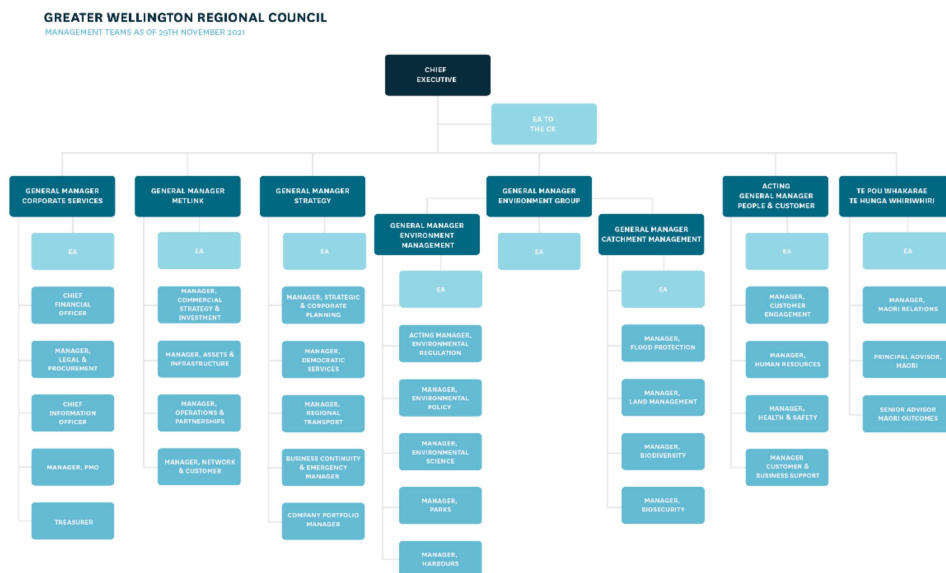 GREATER WELLINGTON REGIONAL COUNCIL
MANAGEMENT TEAMS AS OF 29TH NOVEMBER 2021
CHIEF
EXECUTIVE
EA TO
THE CE
GENERAL MANAGER
CORPORATE SERVICES
EA
CHIEF
FINANCIAL
OFFICER
MANAGER,
LEGAL &
PROCUREMENT
CHIEF
INFORMATION
OFFICER
MANAGER, PMO
TREASURER
GENERAL MANAGER
METLINK
EA
MANAGER,
COMMERCIAL
STRATEGY &
INVESTMENT
MANAGER, ASSETS &
INFRASTRUCTURE
MANAGER,
OPERATIONS &
PARTNERSHIPS
MANAGER, NETWORK
& CUSTOMER
GENERAL MANAGER
STRATEGY
EA
MANAGER, STRATEGIC
& CORPORATE
PLANNING
MANAGER,
DEMOCRATIC
SERVICES
MANAGER,
REGIONAL
TRANSPORT
BUSINESS CONTINUITY
& EMERGENCY
MANAGER
COMPANY PORTFOLIO
MANAGER
GENERAL MANAGER
ENVIRONMENT GROUP
EA
GENERAL MANAGER
ENVIRONMENT
MANAGEMENT
EA
ACTING MANAGER,
ENVIRONMENTAL
REGULATION
MANAGER,
ENVIRONMENTAL
POLICY
MANAGER,
ENVIRONMENTAL
SCIENCE
MANAGER,
PARKS
MANAGER,
HARBOURS
GENERAL MANAGER
CATCHMENT MANAGEMENT
EA
MANAGER,
FLOOD PROTECTION
MANAGER,
LAND MANAGEMENT
MANAGER,
BIODIVERSITY
MANAGER,
BIOSECURITY
ACTING
GENERAL MANAGER
PEOPLE & CUSTOMER
EA
MANAGER,
CUSTOMER
ENGAGEMENT
MANAGER,
HUMAN RESOURCES
MANAGER,
HEALTH & SAFETY
MANAGER
CUSTOMER &
BUSINESS SUPPORT
TE POU WHAKARAE
TE HUNGA WHIRIWHIRI
EA
MANAGER,
MAORI RELATIONS
PRINCIPAL ADVISOR,
MAORI
SENIOR ADVISOR
MAORI OUTCOMES